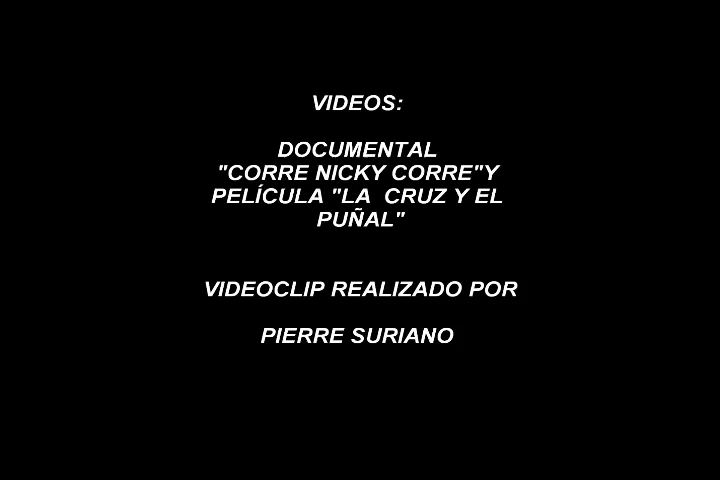 VIDEOS:
DOCUMENTAL
"CORRE NICKY CORRE"Y
PELÍCULA "LA CRUZ Y EL
PUÑAL"
VIDEOCLIP REALIZADO POR
PIERRE SURIANO